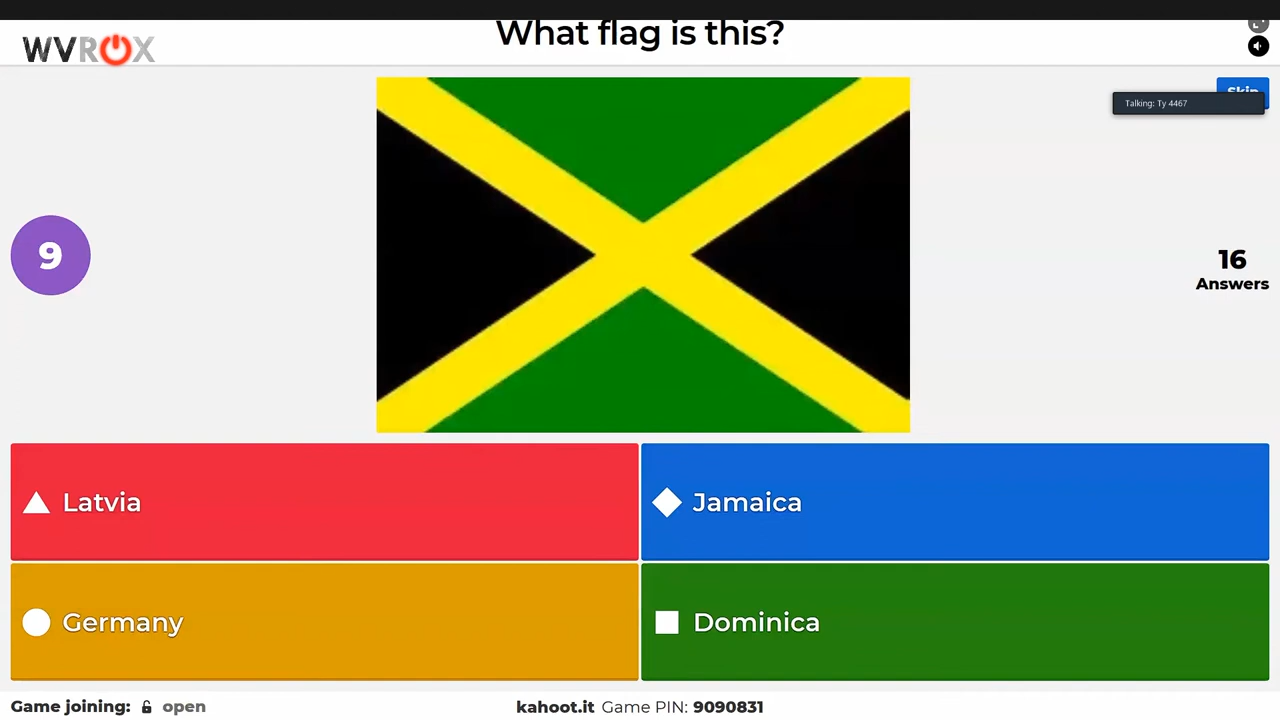 What flag is this?
WVROX
Talking: Ty 4467
9
16
Answers
Latvia
Jamaica
Germany
Dominica
Game joining: open
kahoot.it Game PIN: 9090831